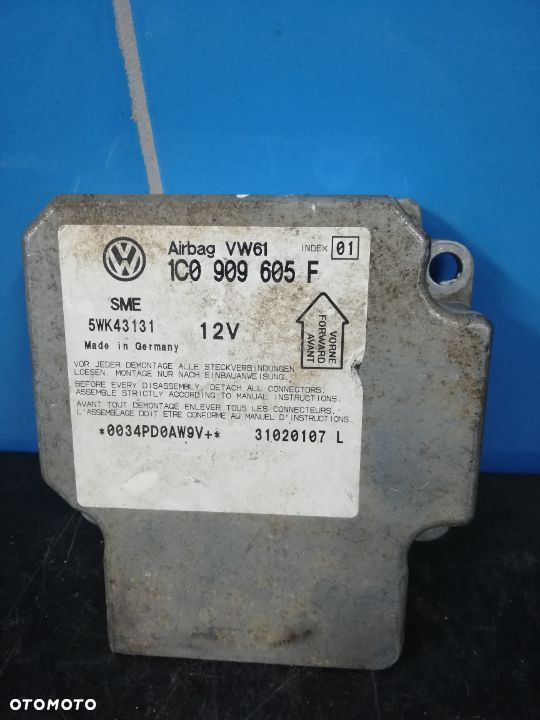 Airbag VW61 INDEX 01
1C0 909 605 F
SME
5WK43131 12V
Made in Germany
VORNE
FORWARD
AVANT
VOR JEDER DEMONTAGE ALLE STECKVERBINDUNGEN
LOESEN. MONTAGE NUR NACH EINBAUANWEISUNG.
BEFORE EVERY DISASSEMBLY, DETACH ALL CONNECTORS.
ASSEMBLE STRICTLY ACCORDING TO MANUAL INSTRUCTIONS.
AVANT TOUT DEMONTAGE ENLEVER TOUS LES CONNECTEURS.
L'ASSEMBLAGE DOIT ETRE CONFORME AU MANUEL D'INSTRUCTIONS.
*0034PD0AW9V+* 31020107 L
OTOMOTO